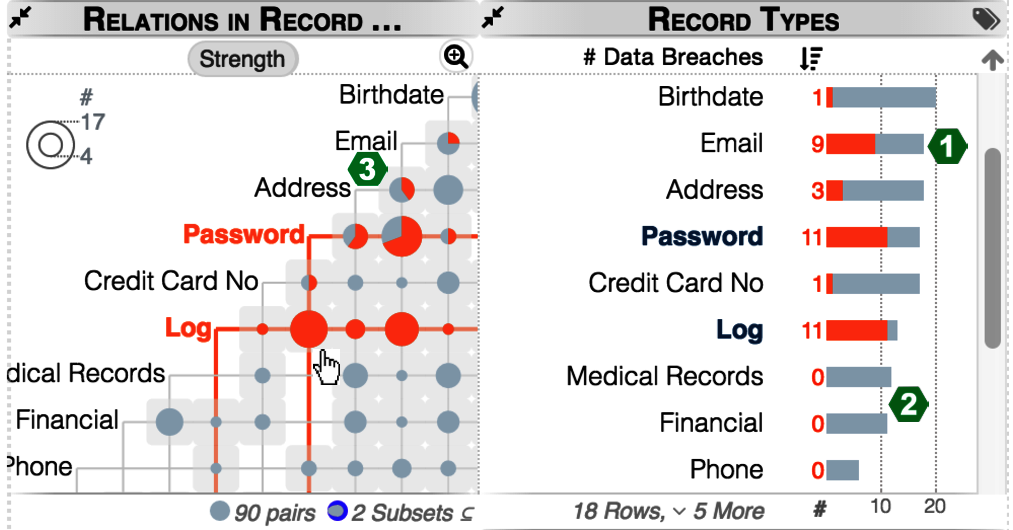 RELATIONS IN RECORD ...
Strength
#
17
4
Birthdate
Email
3
Address
Password
Credit Card No
Log
dical Records
Financial
Phone
90 pairs 2 Subsets ⊆
RECORD TYPES
# Data Breaches
Birthdate 1
Email 9 1
Address 3
Password 11
Credit Card No 1
Log 11
Medical Records 0
Financial 0 2
Phone 0
18 Rows, 5 More # 10 20